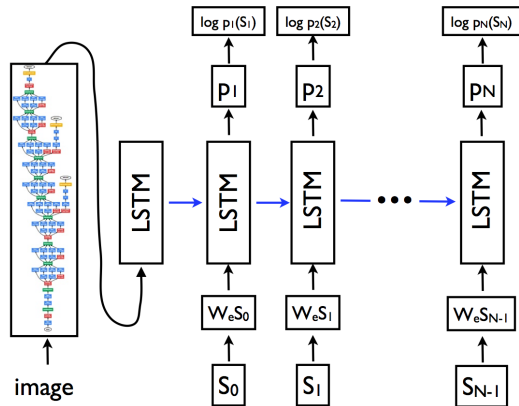 log p₁(S₁) log p₂(S₂) log pN(SN)
p₁ p₂ pN
LSTM LSTM LSTM LSTM
WeS₀ WeS₁ WeSN-1
image S₀ S₁ SN-1